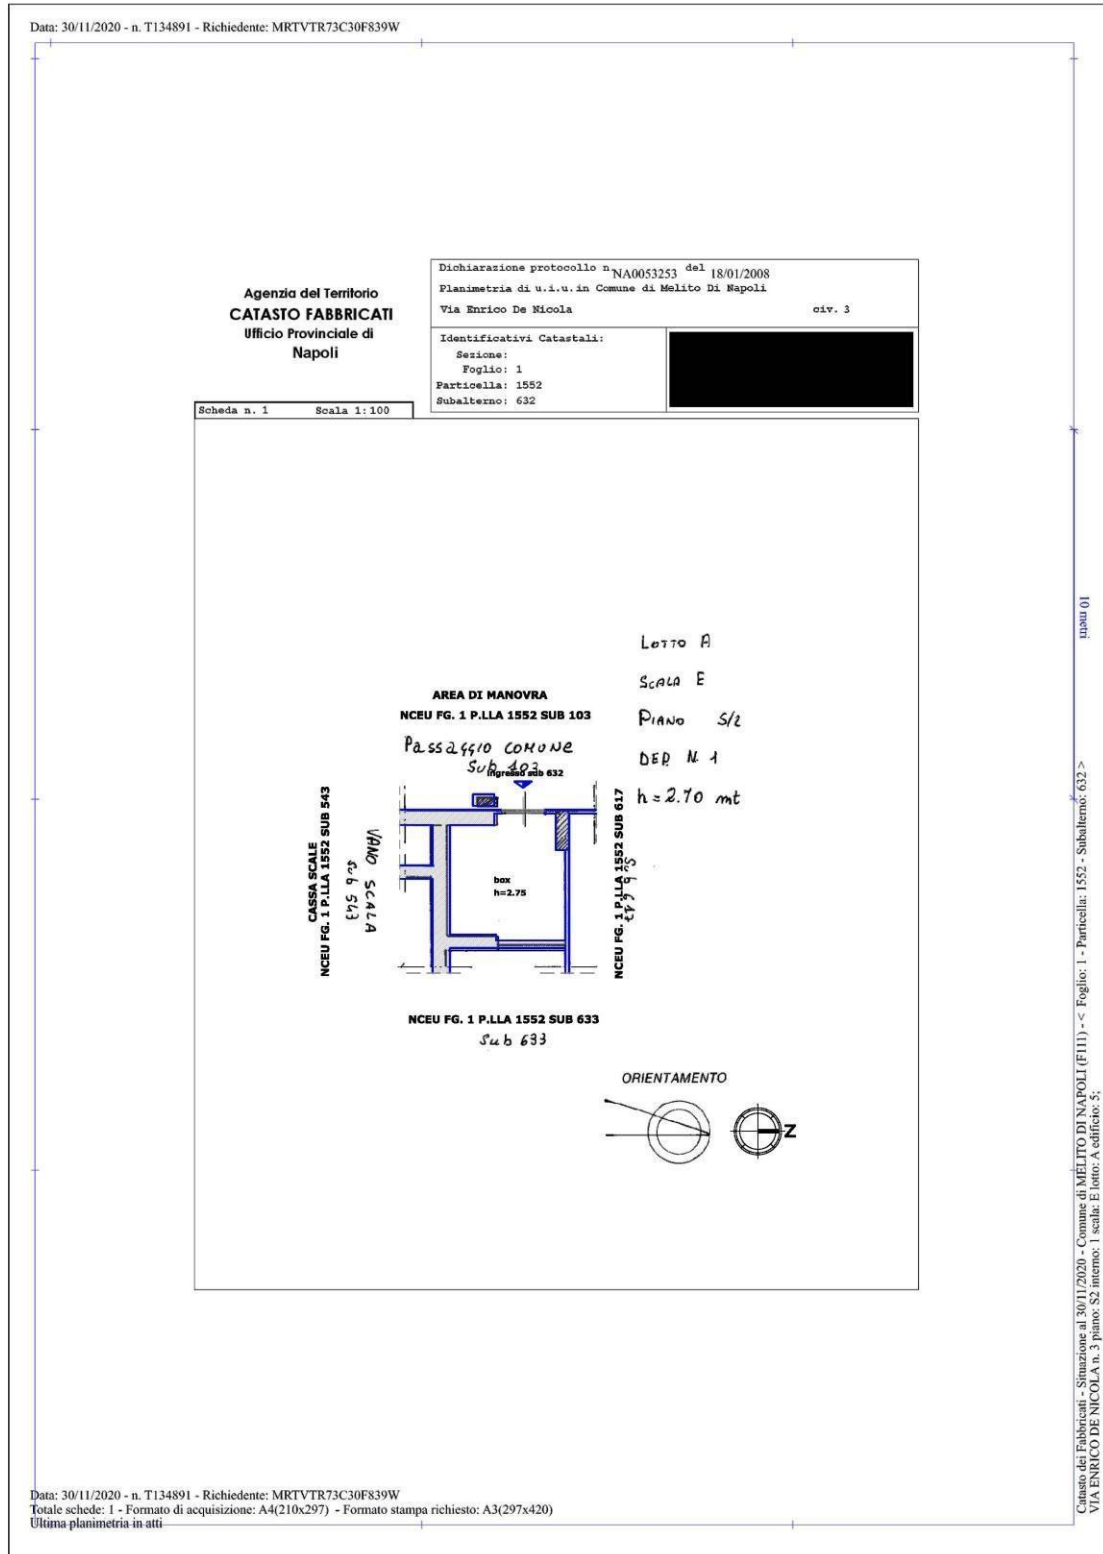 Data: 30/11/2020 - n. T134891 - Richiedente: MRTVTR73C30F839W
Agenzia del Territorio
CATASTO FABBRICATI
Ufficio Provinciale di
Napoli
Dichiarazione protocollo n. NA0053253 del 18/01/2008
Planimetria di u.i.u. in Comune di Melito Di Napoli
Via Enrico De Nicola civ. 3
Identificativi Catastali:
Sezione:
Foglio: 1
Particella: 1552
Subalterno: 632
Scheda n. 1 Scala 1:100
LOTTO A
SCALA E
PIANO S/2
DEP. N. 1
h = 2.70 mt
AREA DI MANOVRA
NCEU FG. 1 P.LLA 1552 SUB 103
Passaggio COMUNE
Sub 103
ingresso sub 632
CASSA SCALE
NCEU FG. 1 P.LLA 1552 SUB 543
VANO SCALA
Sub 543
box
h=2.75
NCEU FG. 1 P.LLA 1552 SUB 617
Sub 617
NCEU FG. 1 P.LLA 1552 SUB 633
Sub 633
ORIENTAMENTO
N
10 metri
Catasto dei Fabbricati - Situazione al 30/11/2020 - Comune di MELITO DI NAPOLI (F111) - < Foglio: 1 - Particella: 1552 - Subalterno: 632 >
VIA ENRICO DE NICOLA n. 3 piano: S2 interno: 1 scala: E lotto: A edificio: 5;
Data: 30/11/2020 - n. T134891 - Richiedente: MRTVTR73C30F839W
Totale schede: 1 - Formato di acquisizione: A4(210x297) - Formato stampa richiesto: A3(297x420)
Ultima planimetria in atti